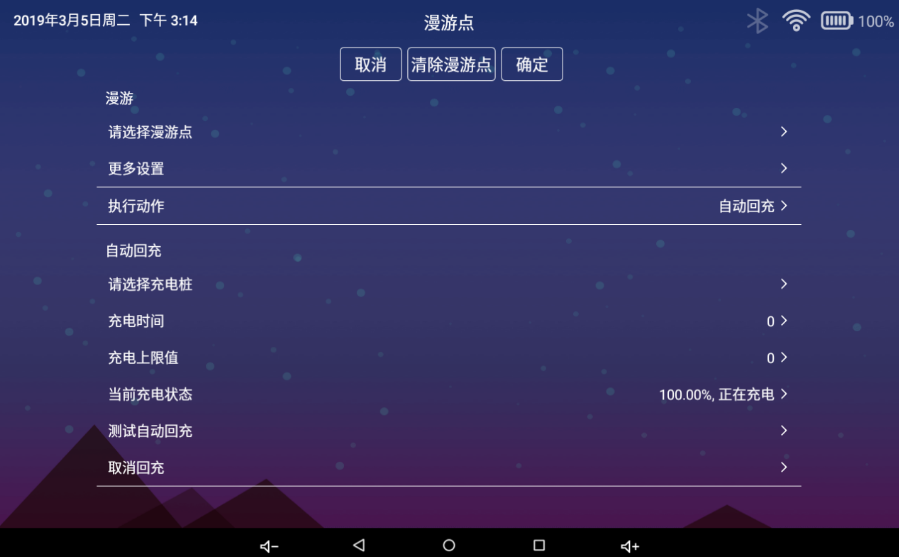 2019年3月5日周二 下午 3:14
漫游点
100%
取消 清除漫游点 确定
漫游
请选择漫游点
更多设置
执行动作 自动回充
自动回充
请选择充电桩
充电时间 0
充电上限值 0
当前充电状态 100.00%, 正在充电
测试自动回充
取消回充